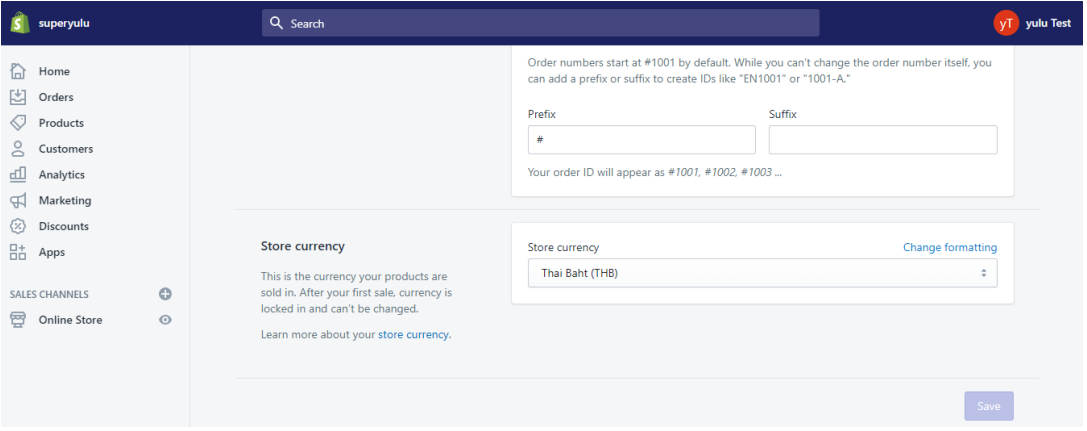 superyulu
Search
yT yulu Test
Home
Orders
Products
Customers
Analytics
Marketing
Discounts
Apps
SALES CHANNELS
Online Store
Order numbers start at #1001 by default. While you can't change the order number itself, you
can add a prefix or suffix to create IDs like "EN1001" or "1001-A."
Prefix Suffix
#
Your order ID will appear as #1001, #1002, #1003 ...
Store currency
This is the currency your products are
sold in. After your first sale, currency is
locked in and can't be changed.
Learn more about your store currency.
Store currency Change formatting
Thai Baht (THB)
Save